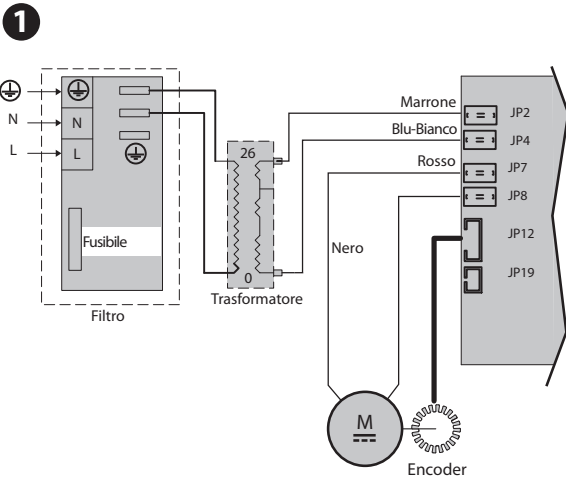 1
N
L
N
L
Fusibile
Filtro
26
0
Trasformatore
Marrone
Blu-Bianco
Rosso
Nero
JP2
JP4
JP7
JP8
JP12
JP19
M
Encoder